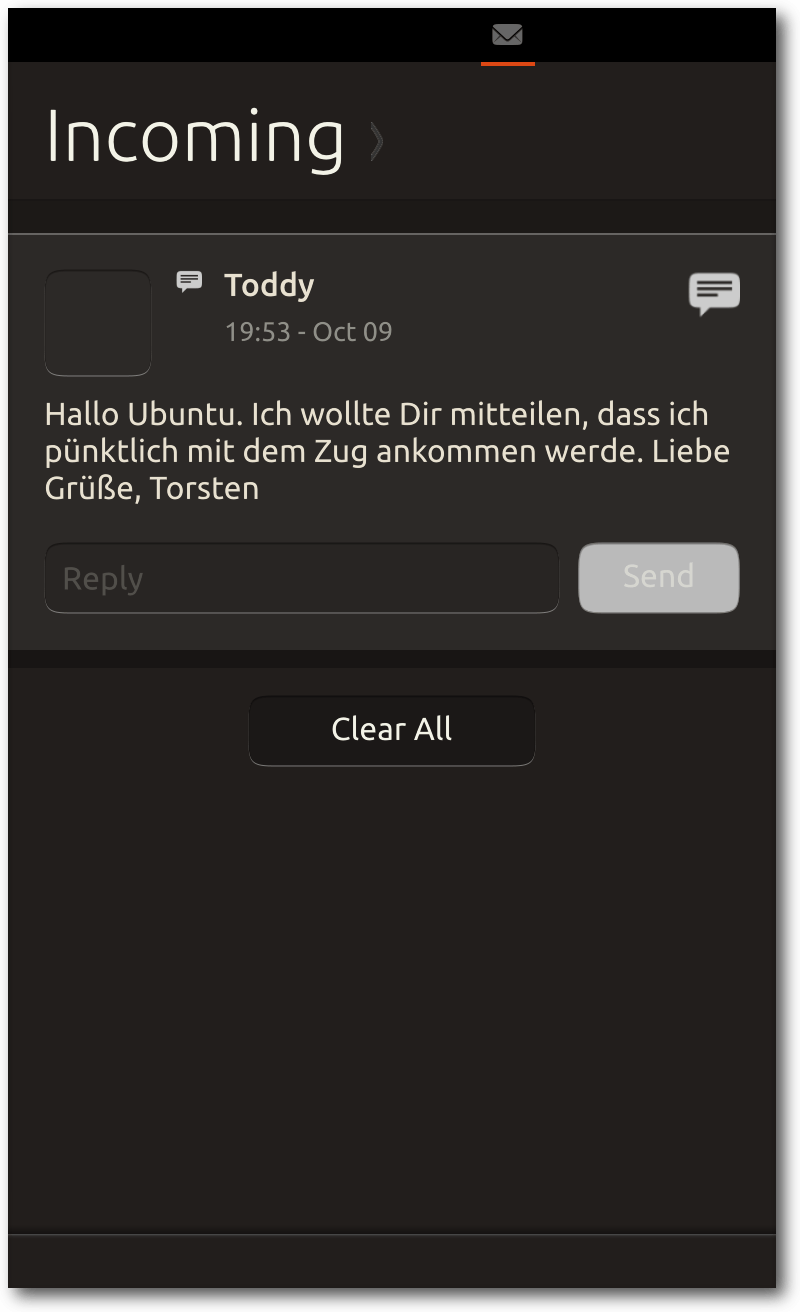 Incoming
Toddy
19:53 - Oct 09
Hallo Ubuntu. Ich wollte Dir mitteilen, dass ich
pünktlich mit dem Zug ankommen werde. Liebe
Grüße, Torsten
Reply
Send
Clear All